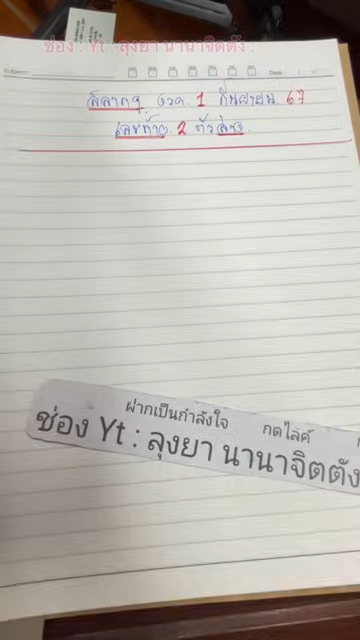 ช่อง : Yt : ลุงยา นานาจิตตัง :
Date
สลากฯ งวด. 1 กันยายน 67
เลขท้าย. 2 ตัวล่าง.
ฝากเป็นกำลังใจ กดไลค์
ช่อง Yt : ลุงยา นานาจิตตัง